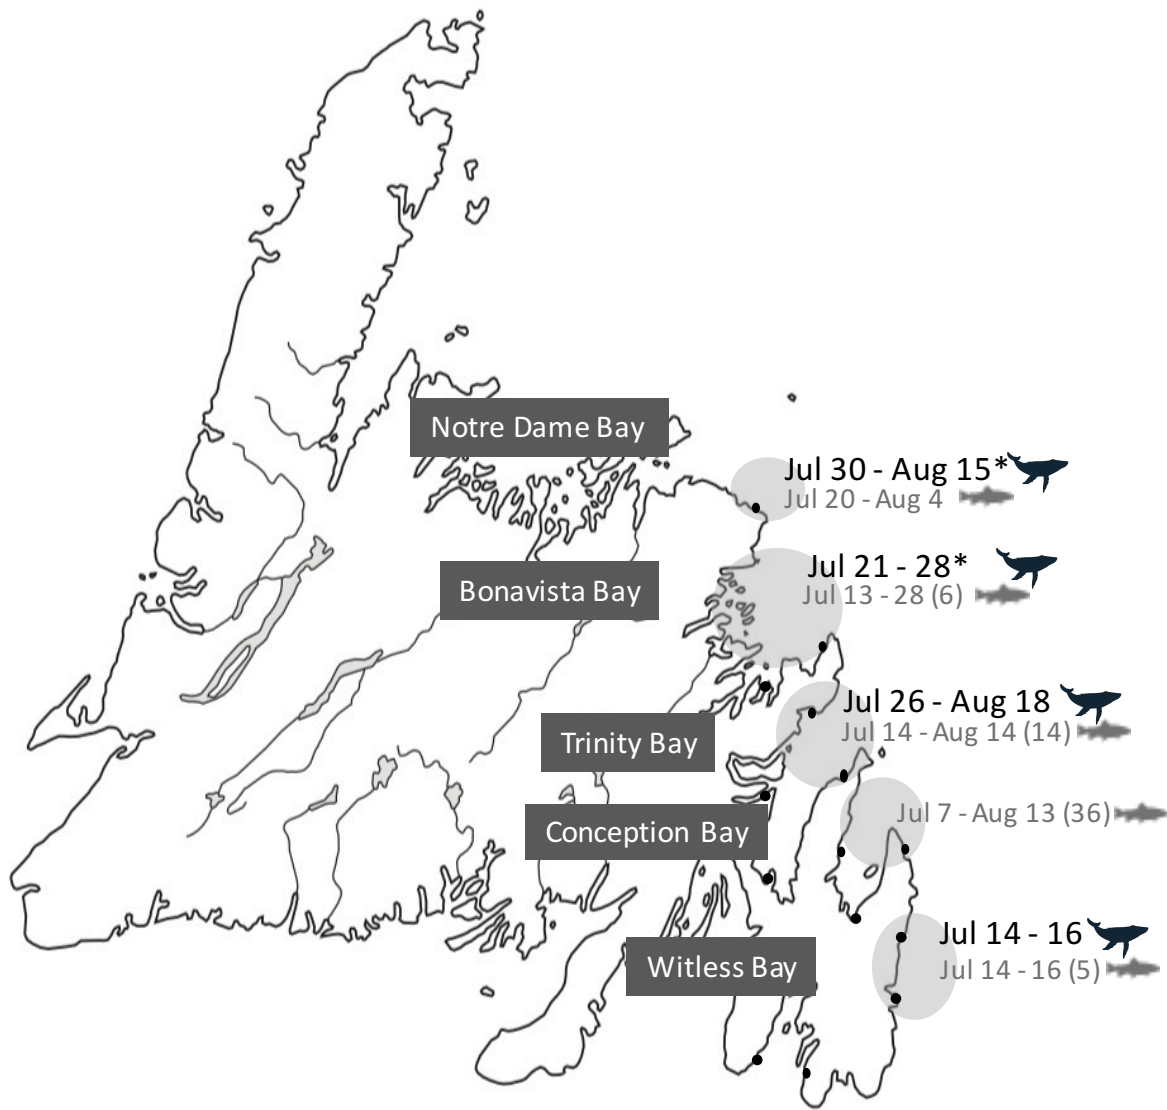 Notre Dame Bay
Jul 30 - Aug 15*
Jul 20 - Aug 4
Bonavista Bay
Jul 21 - 28*
Jul 13 - 28 (6)
Trinity Bay
Jul 26 - Aug 18
Jul 14 - Aug 14 (14)
Conception Bay
Jul 7 - Aug 13 (36)
Witless Bay
Jul 14 - 16
Jul 14 - 16 (5)